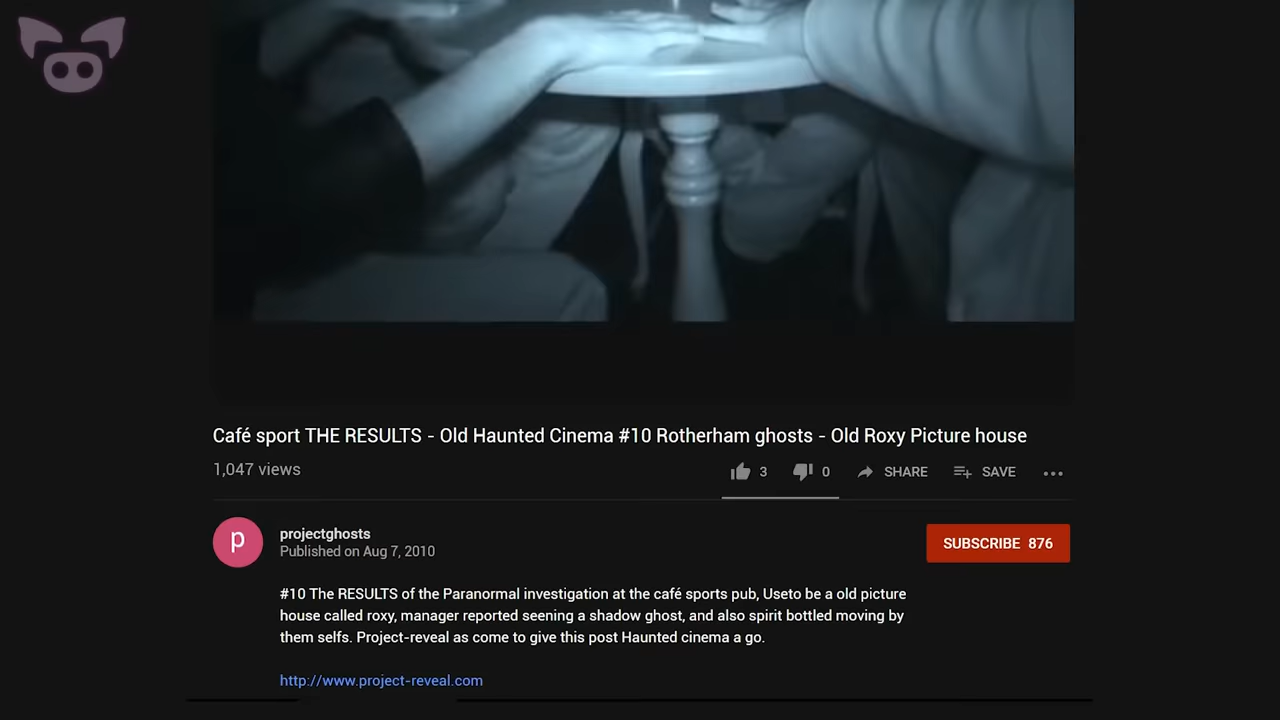 Café sport THE RESULTS - Old Haunted Cinema #10 Rotherham ghosts - Old Roxy Picture house
1,047 views
3 0 SHARE SAVE
P
projectghosts
Published on Aug 7, 2010
SUBSCRIBE 876
#10 The RESULTS of the Paranormal investigation at the café sports pub, Useto be a old picture
house called roxy, manager reported seening a shadow ghost, and also spirit bottled moving by
them selfs. Project-reveal as come to give this post Haunted cinema a go.
http://www.project-reveal.com